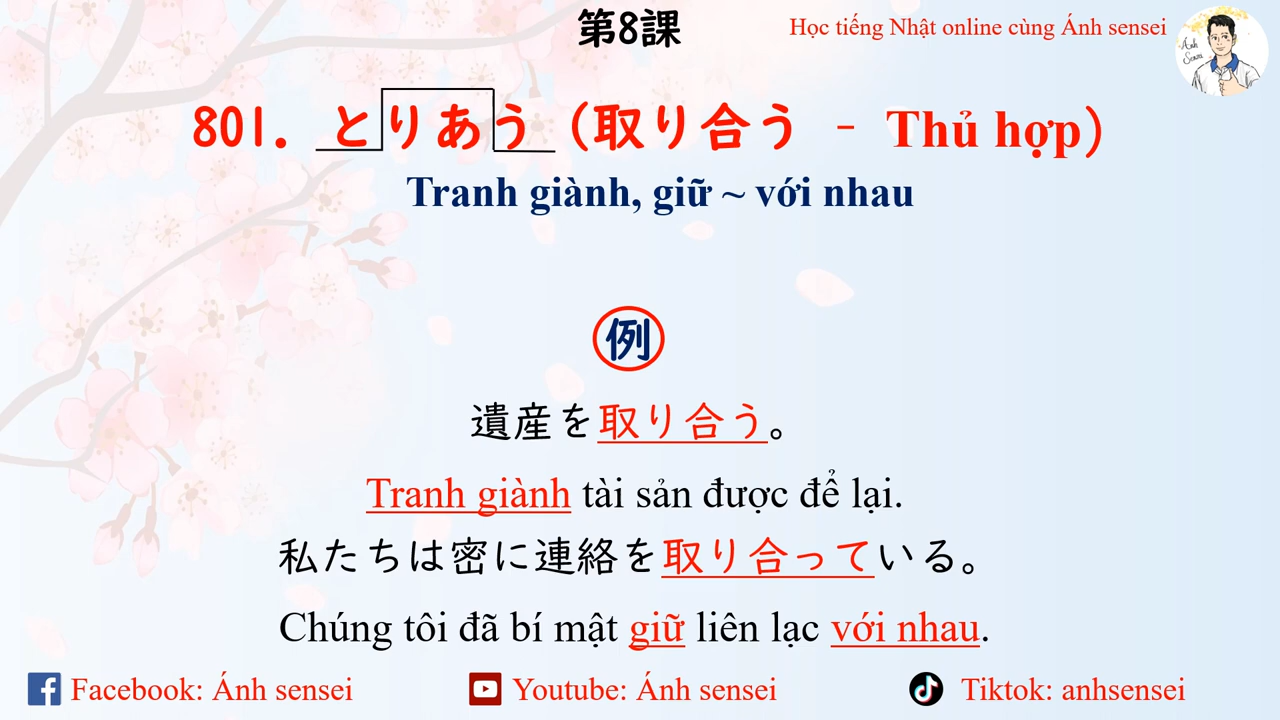 第8課
Học tiếng Nhật online cùng Ánh sensei
Ánh Sensei
801. とりあう (取り合う - Thủ hợp)
Tranh giành, giữ ~ với nhau
例
遺産を取り合う。
Tranh giành tài sản được để lại.
私たちは密に連絡を取り合っている。
Chúng tôi đã bí mật giữ liên lạc với nhau.
Facebook: Ánh sensei
Youtube: Ánh sensei
Tiktok: anhsensei